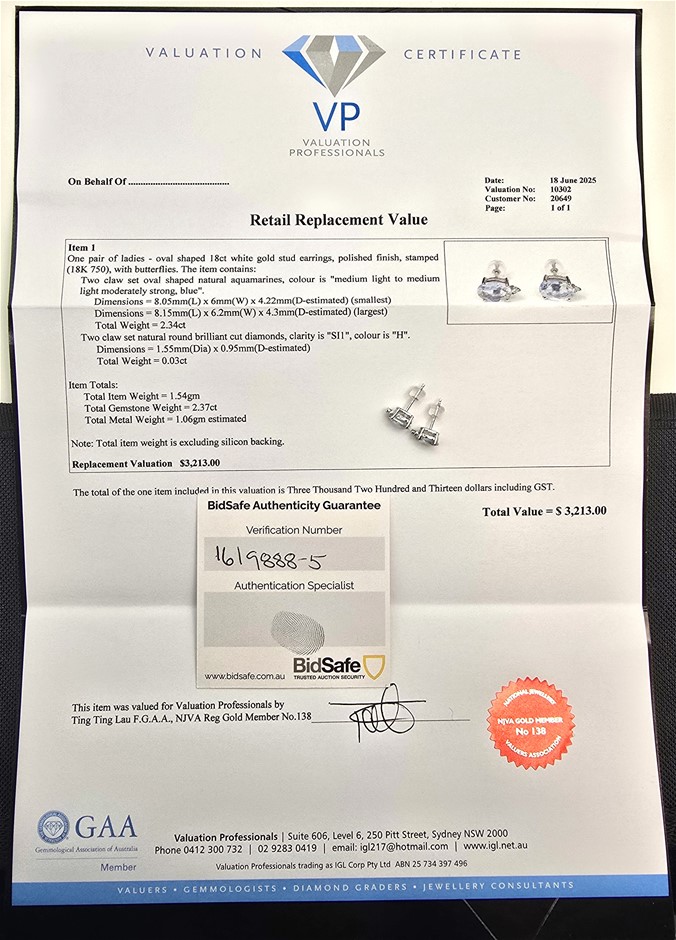 VALUATION CERTIFICATE
VP
VALUATION
PROFESSIONALS
On Behalf Of ..........................................
Date: 18 June 2025
Valuation No: 10302
Customer No: 20649
Page: 1 of 1
Retail Replacement Value
Item 1
One pair of ladies - oval shaped 18ct white gold stud earrings, polished finish, stamped
(18K 750), with butterflies. The item contains:
Two claw set oval shaped natural aquamarines, colour is "medium light to medium
light moderately strong, blue".
Dimensions = 8.05mm(L) x 6mm(W) x 4.22mm(D-estimated) (smallest)
Dimensions = 8.15mm(L) x 6.2mm(W) x 4.3mm(D-estimated) (largest)
Total Weight = 2.34ct
Two claw set natural round brilliant cut diamonds, clarity is "SI1", colour is "H".
Dimensions = 1.55mm(Dia) x 0.95mm(D-estimated)
Total Weight = 0.03ct
Item Totals:
Total Item Weight = 1.54gm
Total Gemstone Weight = 2.37ct
Total Metal Weight = 1.06gm estimated
Note: Total item weight is excluding silicon backing.
Replacement Valuation $3,213.00
The total of the one item included in this valuation is Three Thousand Two Hundred and Thirteen dollars including GST.
Total Value = $ 3,213.00
BidSafe Authenticity Guarantee
Verification Number
1619888-5
Authentication Specialist
www.bidsafe.com.au
BidSafe
TRUSTED AUCTION SECURITY
This item was valued for Valuation Professionals by
Ting Ting Lau F.G.A.A., NJVA Reg Gold Member No.138
NATIONAL JEWELLERY
NJVA GOLD MEMBER
No 138
VALUERS ASSOCIATION
GAA
Gemmological Association of Australia
Member
Valuation Professionals | Suite 606, Level 6, 250 Pitt Street, Sydney NSW 2000
Phone 0412 300 732 | 02 9283 0419 | email: igl217@hotmail.com | www.igl.net.au
Valuation Professionals trading as IGL Corp Pty Ltd ABN 25 734 397 496
VALUERS • GEMMOLOGISTS • DIAMOND GRADERS • JEWELLERY CONSULTANTS